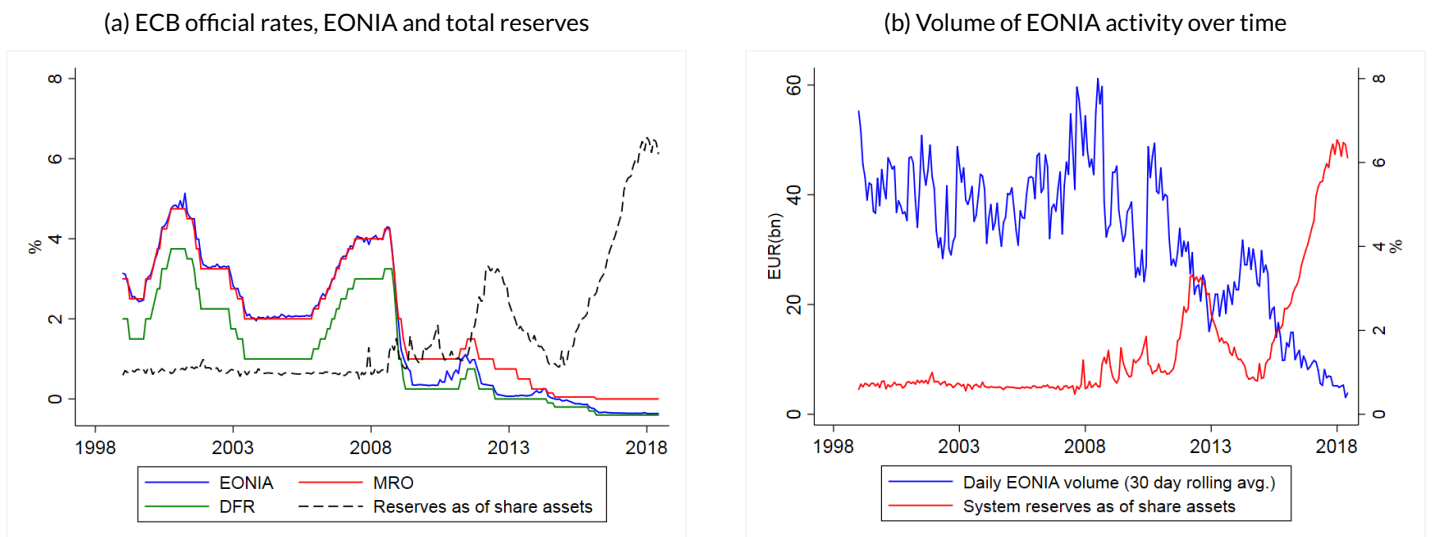 (a) ECB official rates, EONIA and total reserves
8
6
4
2
0
%
1998
2003
2008
2013
2018
EONIA
MRO
DFR
Reserves as of share assets
(b) Volume of EONIA activity over time
60
40
20
0
EUR(bn)
8
6
4
2
0
%
1998
2003
2008
2013
2018
Daily EONIA volume (30 day rolling avg.)
System reserves as of share assets